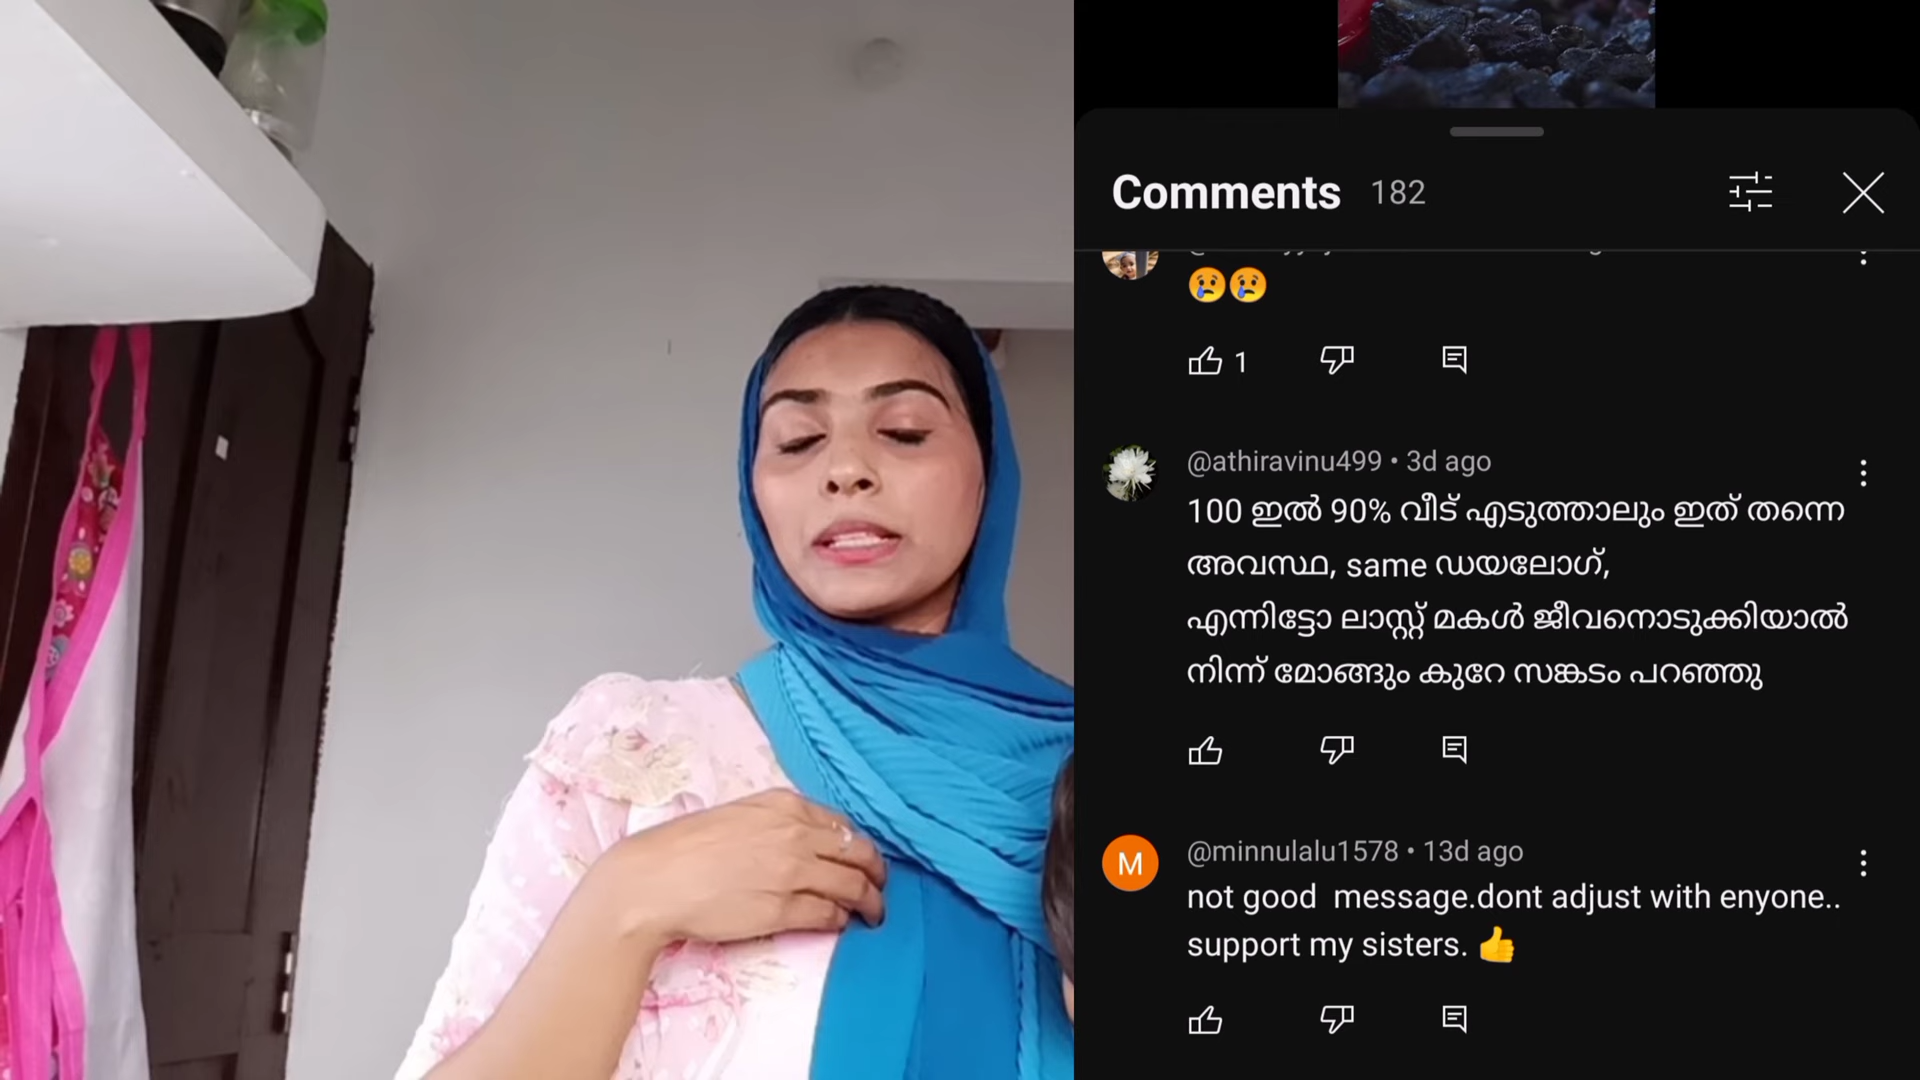 Comments 182
😢😢
1
@athiravinu499 • 3d ago
100 ഇൽ 90% വീട് എടുത്താലും ഇത് തന്നെ
അവസ്ഥ, same ഡയലോഗ്,
എന്നിട്ടോ ലാസ്റ്റ് മകൾ ജീവനൊടുക്കിയാൽ
നിന്ന് മോങ്ങും കുറേ സങ്കടം പറഞ്ഞു
M
@minnulalu1578 • 13d ago
not good message.dont adjust with enyone..
support my sisters. 👍